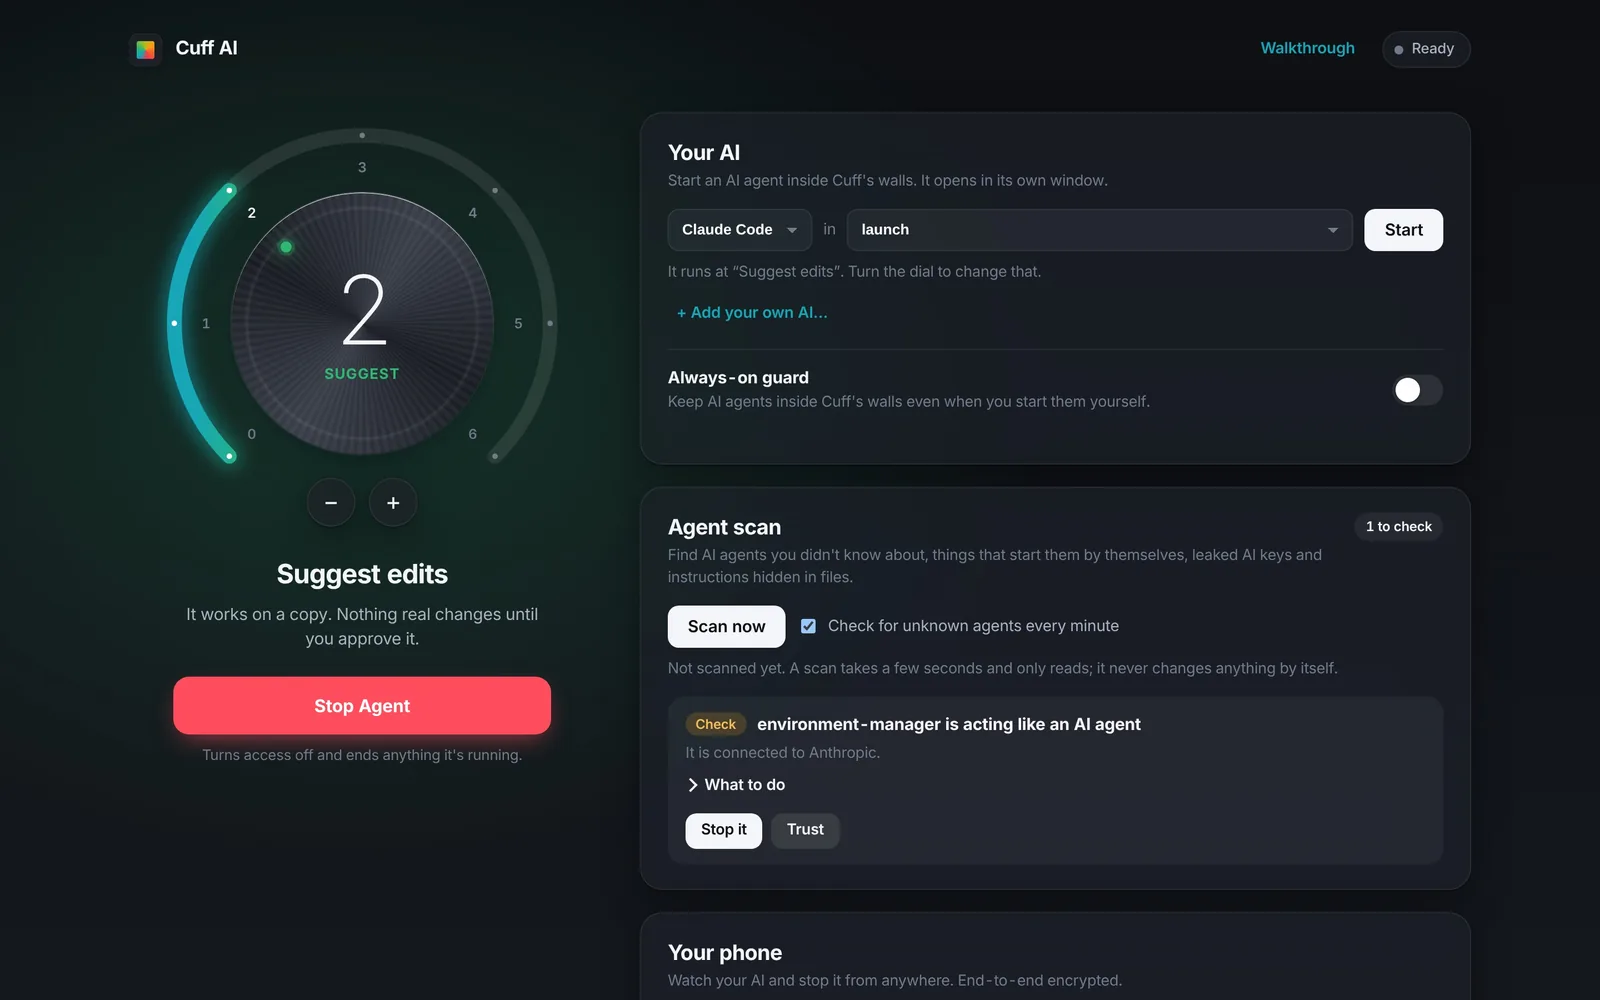 Cuff AI
Walkthrough
Ready
3
2
4
1
5
0
6
2
SUGGEST
−
+
Suggest edits
It works on a copy. Nothing real changes until
you approve it.
Stop Agent
Turns access off and ends anything it's running.
Your AI
Start an AI agent inside Cuff's walls. It opens in its own window.
Claude Code
in
launch
Start
It runs at “Suggest edits”. Turn the dial to change that.
+ Add your own AI...
Always-on guard
Keep AI agents inside Cuff's walls even when you start them yourself.
Agent scan
1 to check
Find AI agents you didn't know about, things that start them by themselves, leaked AI keys and
instructions hidden in files.
Scan now
Check for unknown agents every minute
Not scanned yet. A scan takes a few seconds and only reads; it never changes anything by itself.
Check
environment-manager is acting like an AI agent
It is connected to Anthropic.
What to do
Stop it
Trust
Your phone
Watch your AI and stop it from anywhere. End-to-end encrypted.